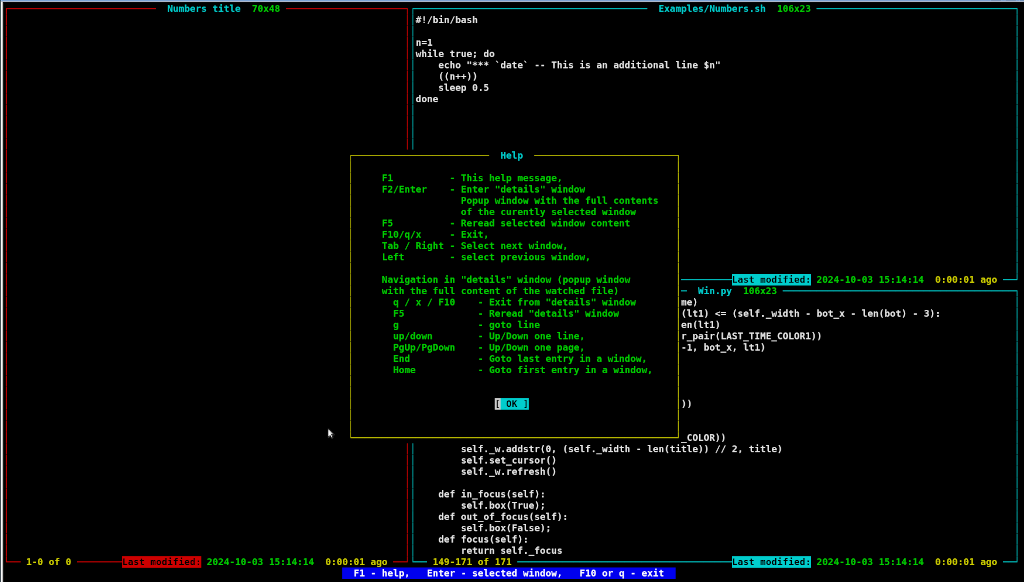 Numbers title  70x48
Examples/Numbers.sh  106x23
#!/bin/bash
n=1
while true; do
    echo "*** `date` -- This is an additional line $n"
    ((n++))
    sleep 0.5
done
Help
F1          - This help message,
F2/Enter    - Enter "details" window
              Popup window with the full contents
              of the curently selected window
F5          - Reread selected window content
F10/q/x     - Exit,
Tab / Right - Select next window,
Left        - select previous window,
Navigation in "details" window (popup window
with the full content of the watched file)
  q / x / F10    - Exit from "details" window
  F5             - Reread "details" window
  g              - goto line
  up/down        - Up/Down one line,
  PgUp/PgDown    - Up/Down one page,
  End            - Goto last entry in a window,
  Home           - Goto first entry in a window,
[ OK ]
Last modified: 2024-10-03 15:14:14  0:00:01 ago
Win.py  106x23
me)
(lt1) <= (self._width - bot_x - len(bot) - 3):
en(lt1)
r_pair(LAST_TIME_COLOR1))
-1, bot_x, lt1)
))
_COLOR))
        self._w.addstr(0, (self._width - len(title)) // 2, title)
        self.set_cursor()
        self._w.refresh()
    def in_focus(self):
        self.box(True);
    def out_of_focus(self):
        self.box(False);
    def focus(self):
        return self._focus
1-0 of 0  Last modified: 2024-10-03 15:14:14  0:00:01 ago
149-171 of 171  Last modified: 2024-10-03 15:14:14  0:00:01 ago
F1 - help,   Enter - selected window,   F10 or q - exit